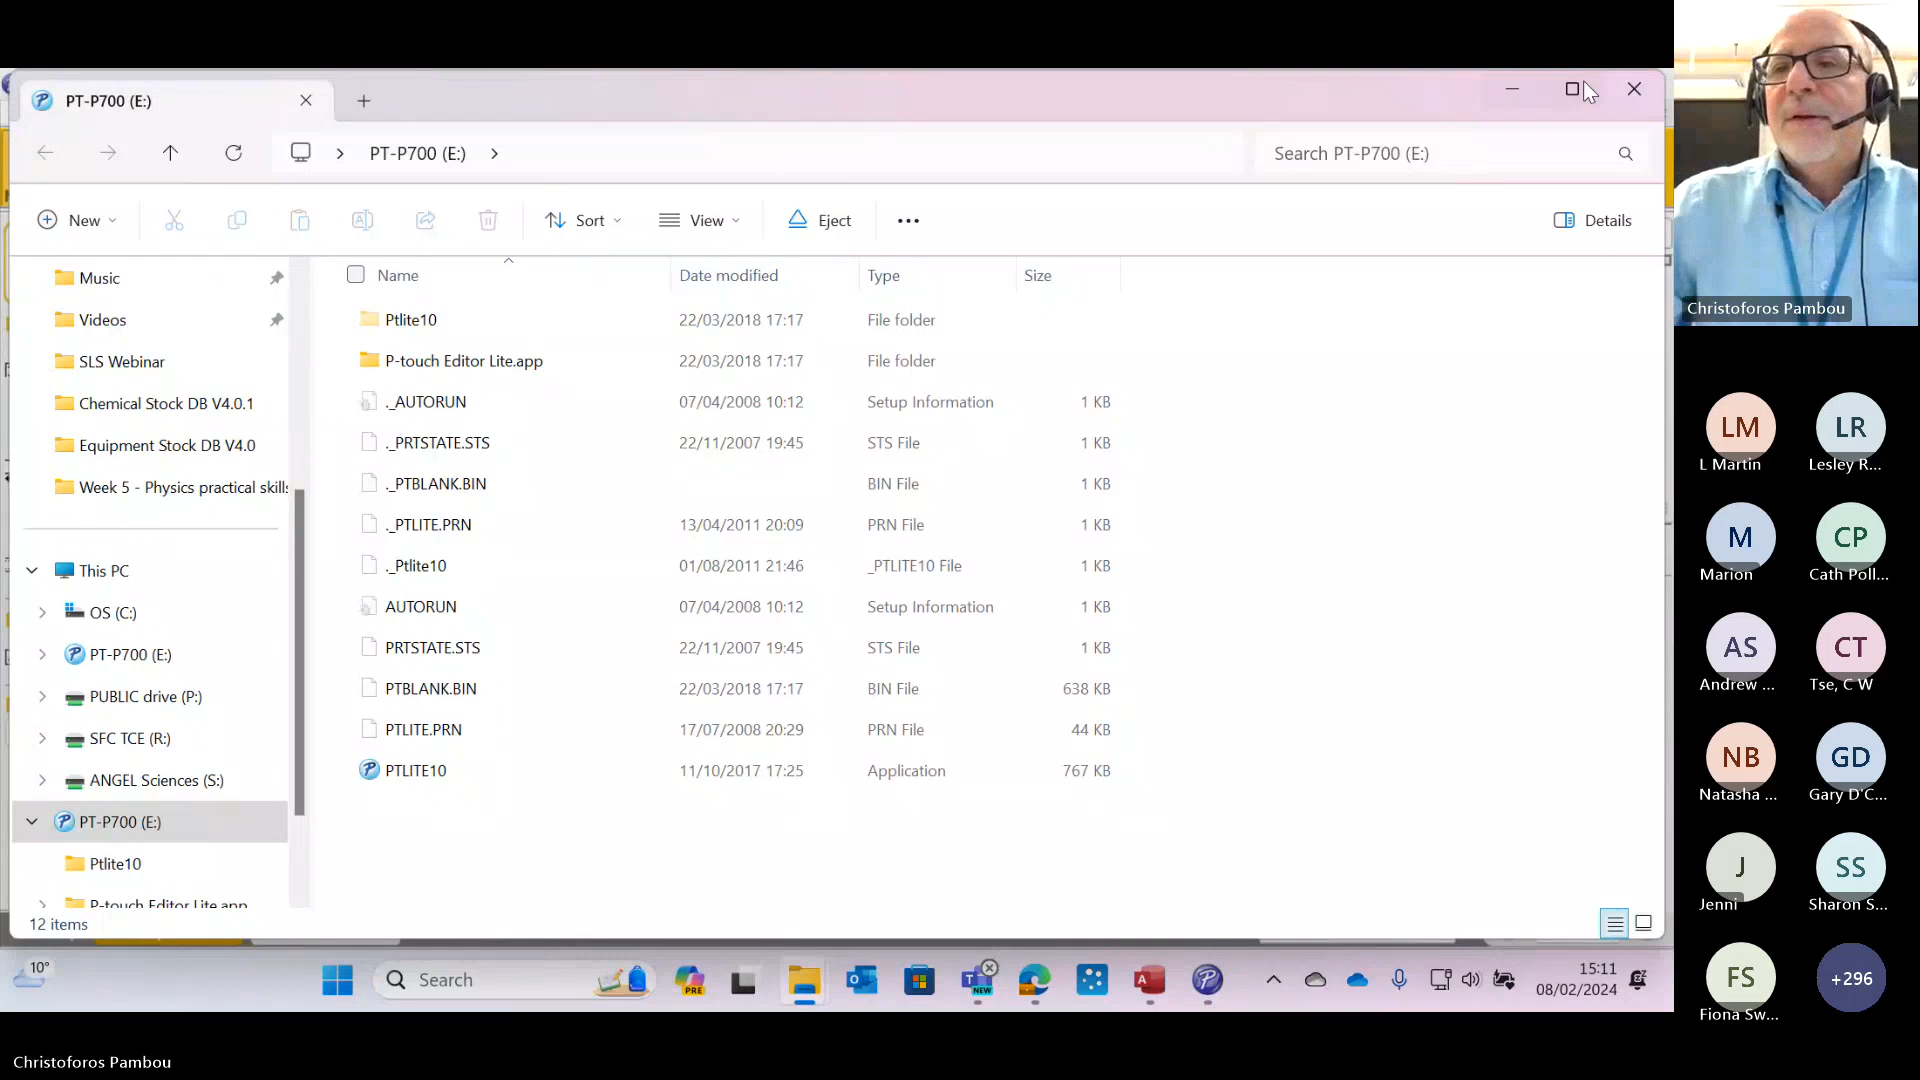 PT-P700 (E:)
PT-P700 (E:)
Search PT-P700 (E:)
New
Sort
View
Eject
Details
Music
Videos
SLS Webinar
Chemical Stock DB V4.0.1
Equipment Stock DB V4.0
Week 5 - Physics practical skills
This PC
OS (C:)
PT-P700 (E:)
PUBLIC drive (P:)
SFC TCE (R:)
ANGEL Sciences (S:)
PT-P700 (E:)
Ptlite10
P-touch Editor Lite.app
12 items
Name Date modified Type Size
Ptlite10 22/03/2018 17:17 File folder
P-touch Editor Lite.app 22/03/2018 17:17 File folder
._AUTORUN 07/04/2008 10:12 Setup Information 1 KB
._PRTSTATE.STS 22/11/2007 19:45 STS File 1 KB
._PTBLANK.BIN BIN File 1 KB
._PTLITE.PRN 13/04/2011 20:09 PRN File 1 KB
._Ptlite10 01/08/2011 21:46 _PTLITE10 File 1 KB
AUTORUN 07/04/2008 10:12 Setup Information 1 KB
PRTSTATE.STS 22/11/2007 19:45 STS File 1 KB
PTBLANK.BIN 22/03/2018 17:17 BIN File 638 KB
PTLITE.PRN 17/07/2008 20:29 PRN File 44 KB
PTLITE10 11/10/2017 17:25 Application 767 KB
10°
Search
PRE
NEW
15:11
08/02/2024
Christoforos Pambou
LM
L Martin
LR
Lesley R...
M
Marion
CP
Cath Poll...
AS
Andrew ...
CT
Tse, C W
NB
Natasha ...
GD
Gary D'C...
J
Jenni
SS
Sharon S...
FS
Fiona Sw...
+296
Christoforos Pambou